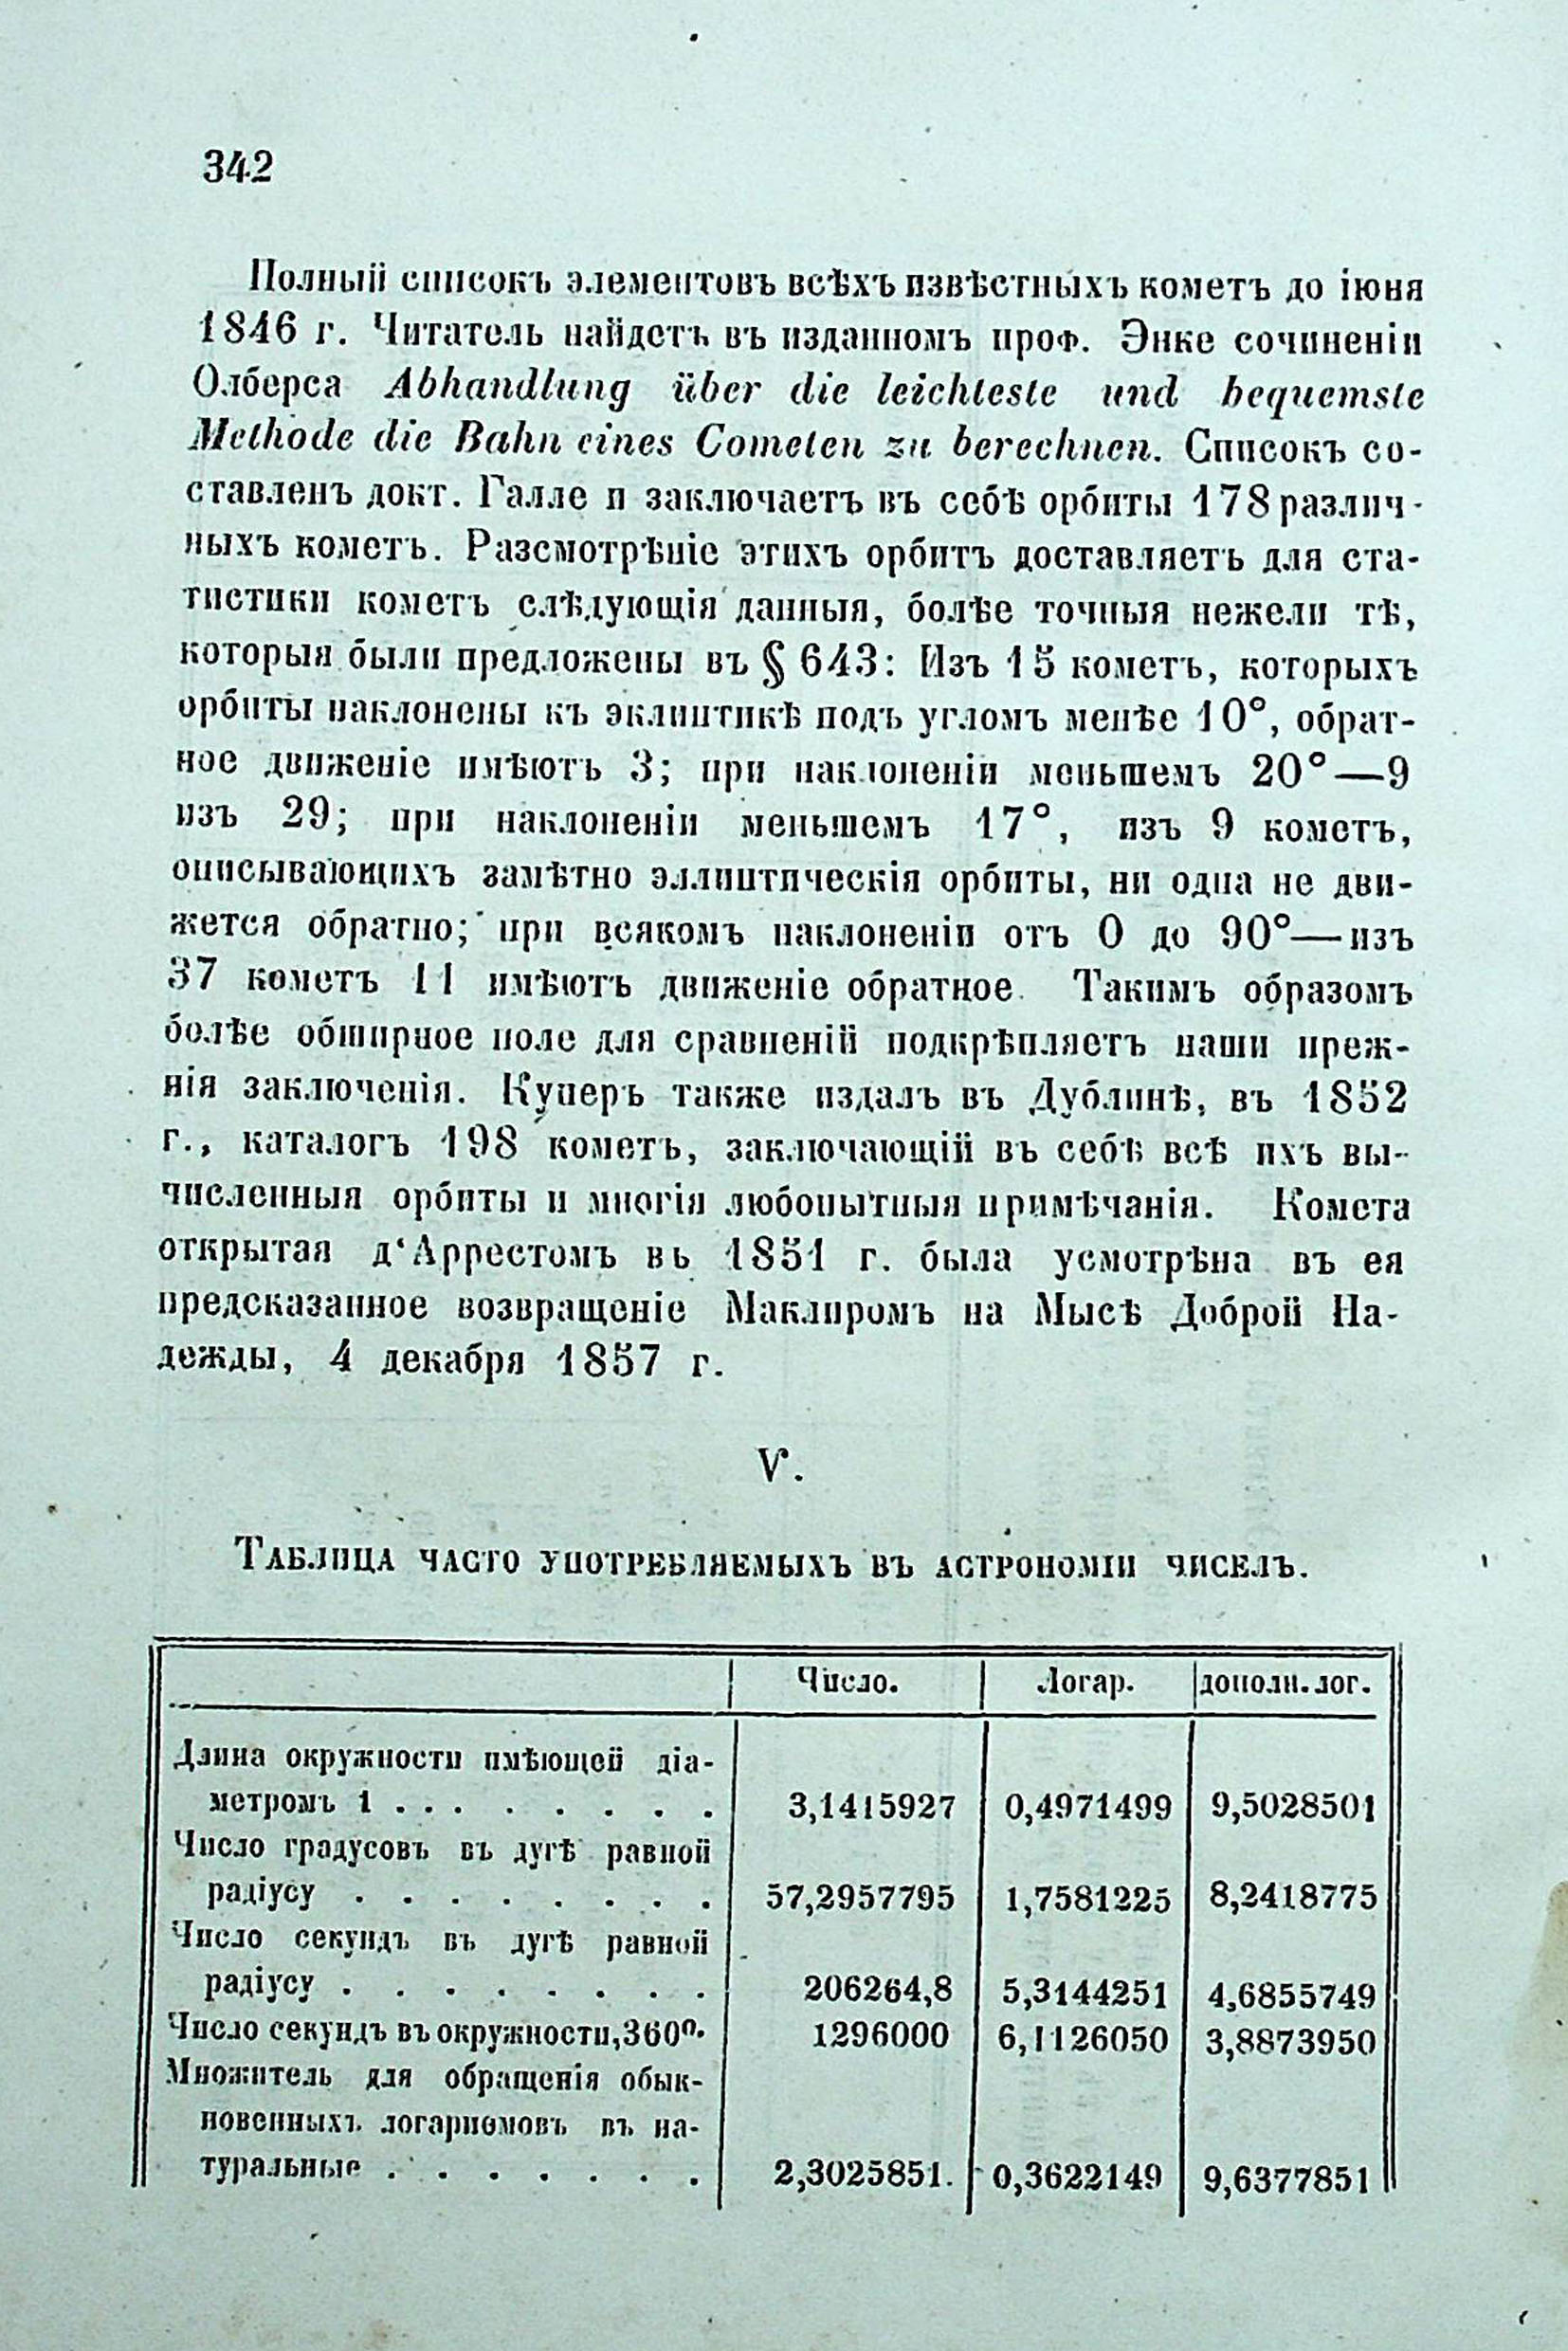 342
Полный списокъ элементовъ всѣхъ извѣстныхъ кометъ до іюня
1846 г. Читатель найдетъ въ изданномъ проф. Энке сочиненіи
Олберса Abhandlung über die leichteste und bequemste
Methode die Bahn eines Cometen zu berechnen. Списокъ со-
ставленъ докт. Галле и заключаетъ въ себѣ орбиты 178 различ-
ныхъ кометъ. Разсмотрѣніе этихъ орбитъ доставляетъ для ста-
тистики кометъ слѣдующія данныя, болѣе точныя нежели тѣ,
которыя были предложены въ § 643: Изъ 15 кометъ, которыхъ
орбиты наклонены къ эклиптикѣ подъ угломъ менѣе 10°, обрат-
ное движеніе имѣютъ 3; при наклоненіи меньшемъ 20°—9
изъ 29; при наклоненіи меньшемъ 17°, изъ 9 кометъ,
описывающихъ замѣтно эллиптическія орбиты, ни одна не дви-
жется обратно; при всякомъ наклоненіи отъ 0 до 90°—изъ
37 кометъ 11 имѣютъ движеніе обратное. Такимъ образомъ
болѣе обширное поле для сравненій подкрѣпляетъ наши преж-
нія заключенія. Куперъ также издалъ въ Дублинѣ, въ 1852
г., каталогъ 198 кометъ, заключающій въ себѣ всѣ ихъ вы-
численныя орбиты и многія любопытныя примѣчанія. Комета
открытая д‘Аррестомъ вь 1851 г. была усмотрѣна въ ея
предсказанное возвращеніе Маклиромъ на Мысѣ Доброй На-
дежды, 4 декабря 1857 г.
V.
Таблица часто употребляемыхъ въ астрономіи чиселъ.
Число. Логар. дополн. лог.
Длина окружности имѣющей діа-
метромъ 1 . . . . . . . . . 3,1415927 0,4971499 9,5028501
Число градусовъ въ дугѣ равной
радіусу . . . . . . . . 57,2957795 1,7581225 8,2418775
Число секундъ въ дугѣ равной
радіусу . . . . . . . . 206264,8 5,3144251 4,6855749
Число секундъ въ окружности, 360°. 1296000 6,1126050 3,8873950
Множитель для обращенія обык-
новенныхъ логариѳмовъ въ на-
туральные . . . . . . . 2,3025851. 0,3622149 9,6377851